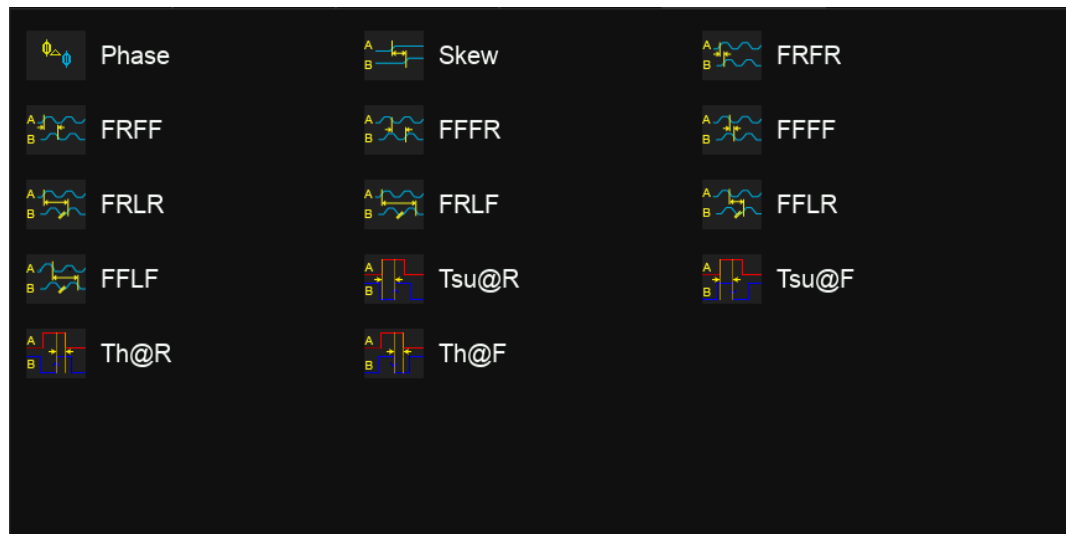 Phase
A B Skew
A B FRFR
A B FRFF
A B FFFR
A B FFFF
A B FRLR
A B FRLF
A B FFLR
A B FFLF
A B Tsu@R
A B Tsu@F
A B Th@R
A B Th@F